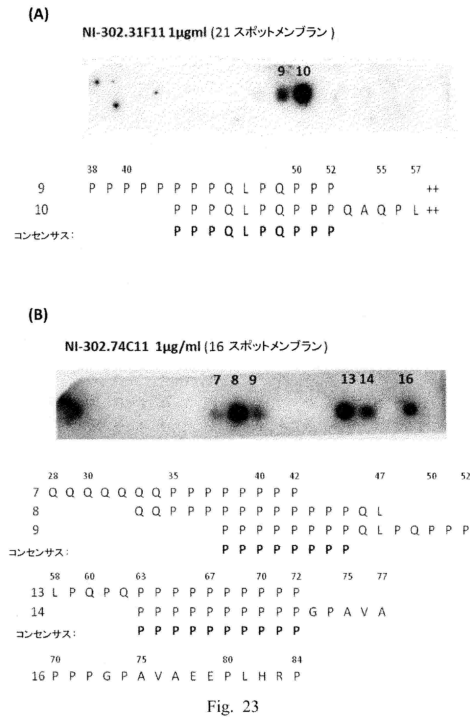 (A)
NI-302.31F11 1µgml (21 スポットメンブラン )
9 10
38 40 50 52 55 57
9 P P P P P P P P Q L P Q P P P ++
10 P P P Q L P Q P P P Q A Q P L ++
コンセンサス: P P P Q L P Q P P P
(B)
NI-302.74C11 1µg/ml (16 スポットメンブラン)
7 8 9 13 14 16
28 30 35 40 42 47 50 52
7 Q Q Q Q Q Q Q P P P P P P P P
8 Q Q P P P P P P P P P P P Q L
9 P P P P P P P P Q L P Q P P P
コンセンサス: P P P P P P P P
58 60 63 67 70 72 75 77
13 L P Q P Q P P P P P P P P P P
14 P P P P P P P P P P G P A V A
コンセンサス: P P P P P P P P P P
70 75 80 84
16 P P P G P A V A E E P L H R P
Fig. 23